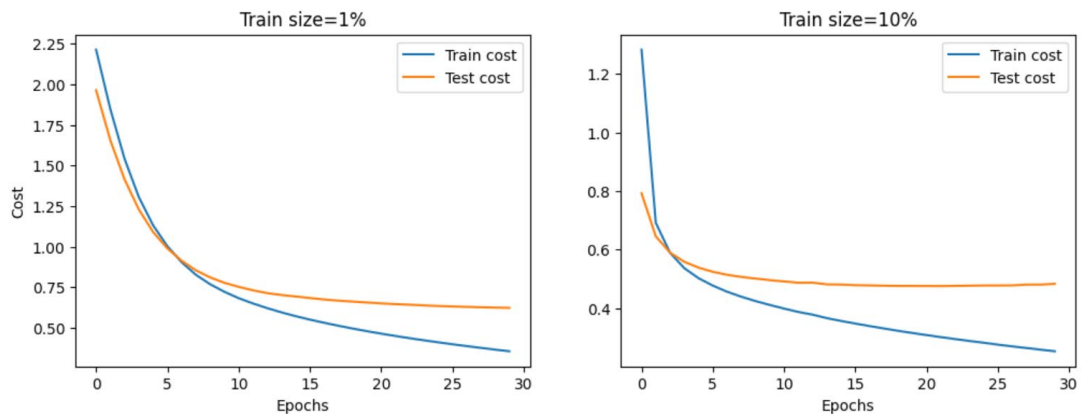 Train size=1%
Train cost
Test cost
2.25
2.00
1.75
1.50
1.25
1.00
0.75
0.50
Cost
0 5 10 15 20 25 30
Epochs
Train size=10%
Train cost
Test cost
1.2
1.0
0.8
0.6
0.4
0 5 10 15 20 25 30
Epochs